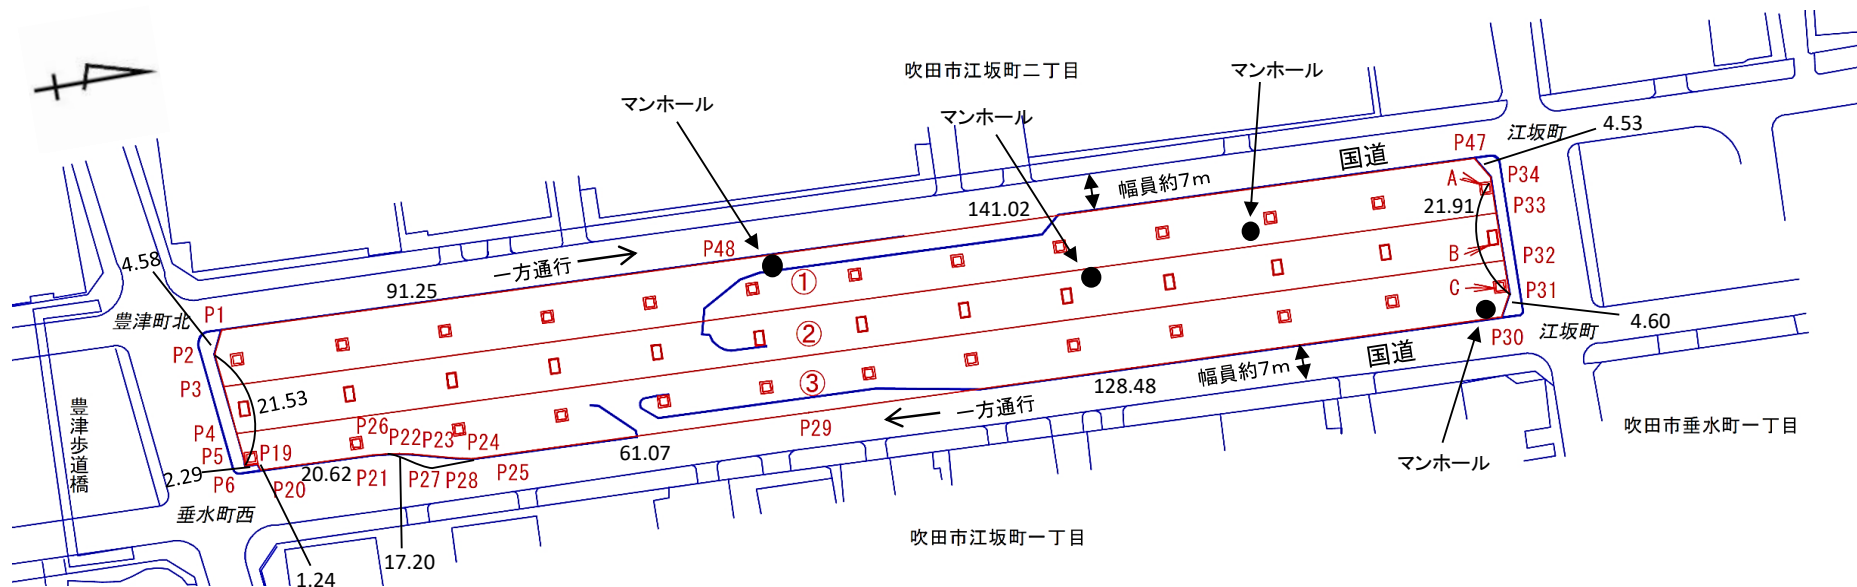 吹田市江坂町二丁目
マンホール
マンホール
マンホール
国道
P47
江坂町
4.53
幅員約7ｍ
A
P34
141.02
21.91
P33
P48
B
P32
4.58
一方通行
①
C
P31
91.25
P1
豊津町北
②
P30
江坂町
4.60
P2
国道
P3
③
128.48
幅員約7ｍ
21.53
一方通行
豊津歩道橋
P4
P26
P22
P23
P24
P29
吹田市垂水町一丁目
P5
P19
61.07
マンホール
2.29
P6
20.62
P20
P21
P27
P28
P25
垂水町西
吹田市江坂町一丁目
17.20
1.24